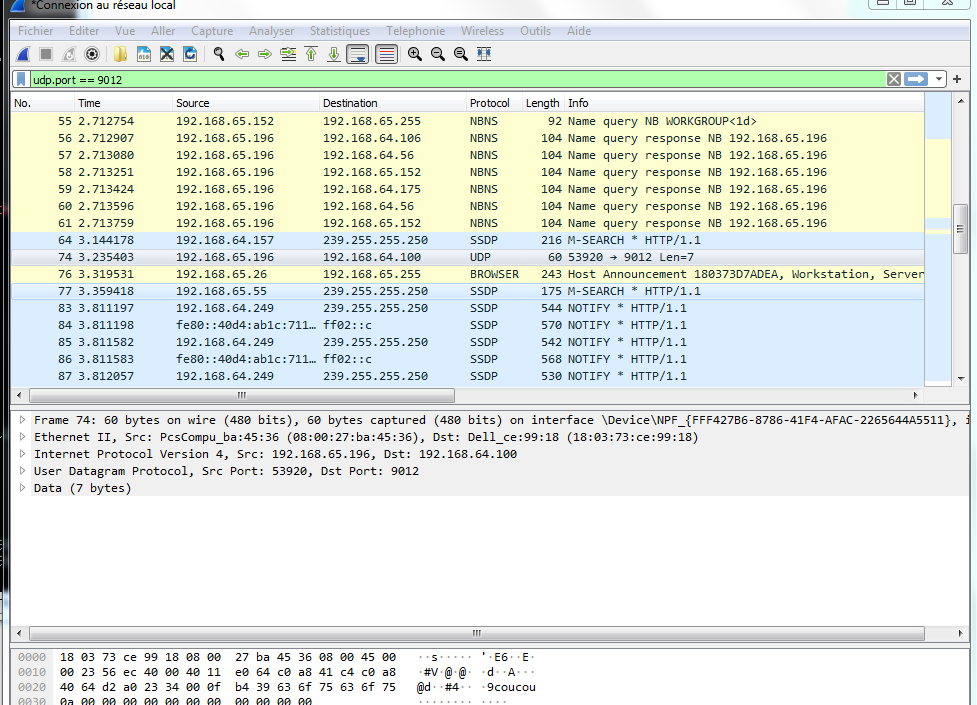 *Connexion au réseau local
Fichier Editer Vue Aller Capture Analyser Statistiques Telephonie Wireless Outils Aide
udp.port == 9012
No. Time Source Destination Protocol Length Info
55 2.712754 192.168.65.152 192.168.65.255 NBNS 92 Name query NB WORKGROUP<1d>
56 2.712907 192.168.65.196 192.168.64.106 NBNS 104 Name query response NB 192.168.65.196
57 2.713080 192.168.65.196 192.168.64.56 NBNS 104 Name query response NB 192.168.65.196
58 2.713251 192.168.65.196 192.168.65.152 NBNS 104 Name query response NB 192.168.65.196
59 2.713424 192.168.65.196 192.168.64.175 NBNS 104 Name query response NB 192.168.65.196
60 2.713596 192.168.65.196 192.168.64.56 NBNS 104 Name query response NB 192.168.65.196
61 2.713759 192.168.65.196 192.168.65.152 NBNS 104 Name query response NB 192.168.65.196
64 3.144178 192.168.64.157 239.255.255.250 SSDP 216 M-SEARCH * HTTP/1.1
74 3.235403 192.168.65.196 192.168.64.100 UDP 60 53920 → 9012 Len=7
76 3.319531 192.168.65.26 192.168.65.255 BROWSER 243 Host Announcement 180373D7ADEA, Workstation, Server
77 3.359418 192.168.65.55 239.255.255.250 SSDP 175 M-SEARCH * HTTP/1.1
83 3.811197 192.168.64.249 239.255.255.250 SSDP 544 NOTIFY * HTTP/1.1
84 3.811198 fe80::40d4:ab1c:711… ff02::c SSDP 570 NOTIFY * HTTP/1.1
85 3.811582 192.168.64.249 239.255.255.250 SSDP 542 NOTIFY * HTTP/1.1
86 3.811583 fe80::40d4:ab1c:711… ff02::c SSDP 568 NOTIFY * HTTP/1.1
87 3.812057 192.168.64.249 239.255.255.250 SSDP 530 NOTIFY * HTTP/1.1
Frame 74: 60 bytes on wire (480 bits), 60 bytes captured (480 bits) on interface \Device\NPF_{FFF427B6-8786-41F4-AFAC-2265644A5511}, i
Ethernet II, Src: PcsCompu_ba:45:36 (08:00:27:ba:45:36), Dst: Dell_ce:99:18 (18:03:73:ce:99:18)
Internet Protocol Version 4, Src: 192.168.65.196, Dst: 192.168.64.100
User Datagram Protocol, Src Port: 53920, Dst Port: 9012
Data (7 bytes)
0000 18 03 73 ce 99 18 08 00 27 ba 45 36 08 00 45 00 ··s····· '·E6··E·
0010 00 23 56 ec 40 00 40 11 e0 64 c0 a8 41 c4 c0 a8 ·#V·@·@· ·d··A···
0020 40 64 d2 a0 23 34 00 0f b4 39 63 6f 75 63 6f 75 @d··#4·· ·9coucou
0030 0a 00 00 00 00 00 00 00 00 00 00 00 ········ ····